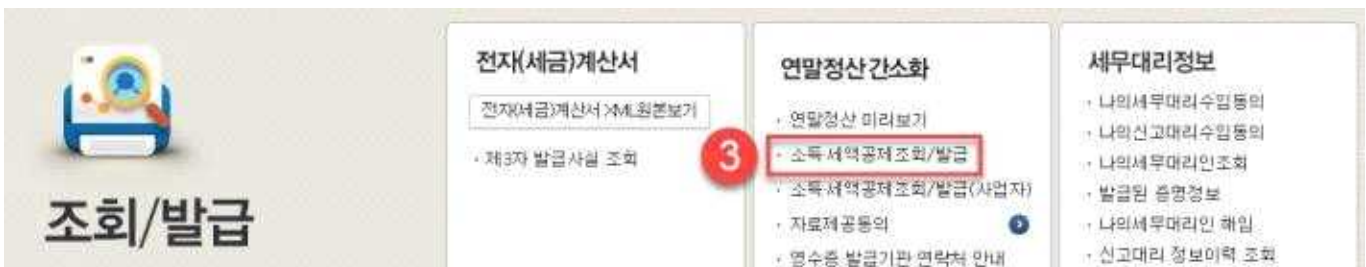 조회/발급
전자(세금)계산서
전자(세금)계산서 XML원본보기
· 제3자 발급사실 조회
3
연말정산간소화
· 연말정산 미리보기
· 소득·세액공제조회/발급
· 소득·세액공제조회/발급(사업자)
· 자료제공동의
· 영수증 발급기관 연락처 안내
세무대리정보
· 나의세무대리수임동의
· 나의신고대리수임동의
· 나의세무대리인조회
· 발급된 증명정보
· 나의세무대리인 해임
· 신고대리 정보이력 조회